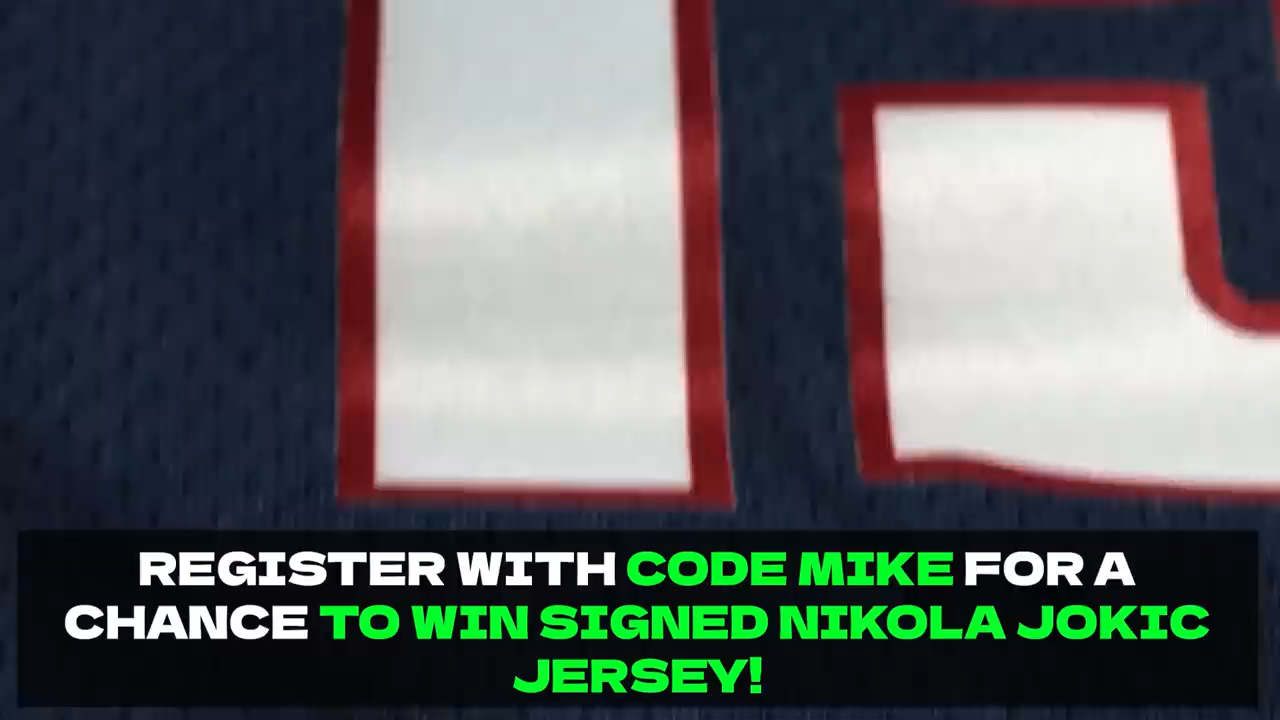 REGISTER WITH CODE MIKE FOR A
CHANCE TO WIN SIGNED NIKOLA JOKIC
JERSEY!